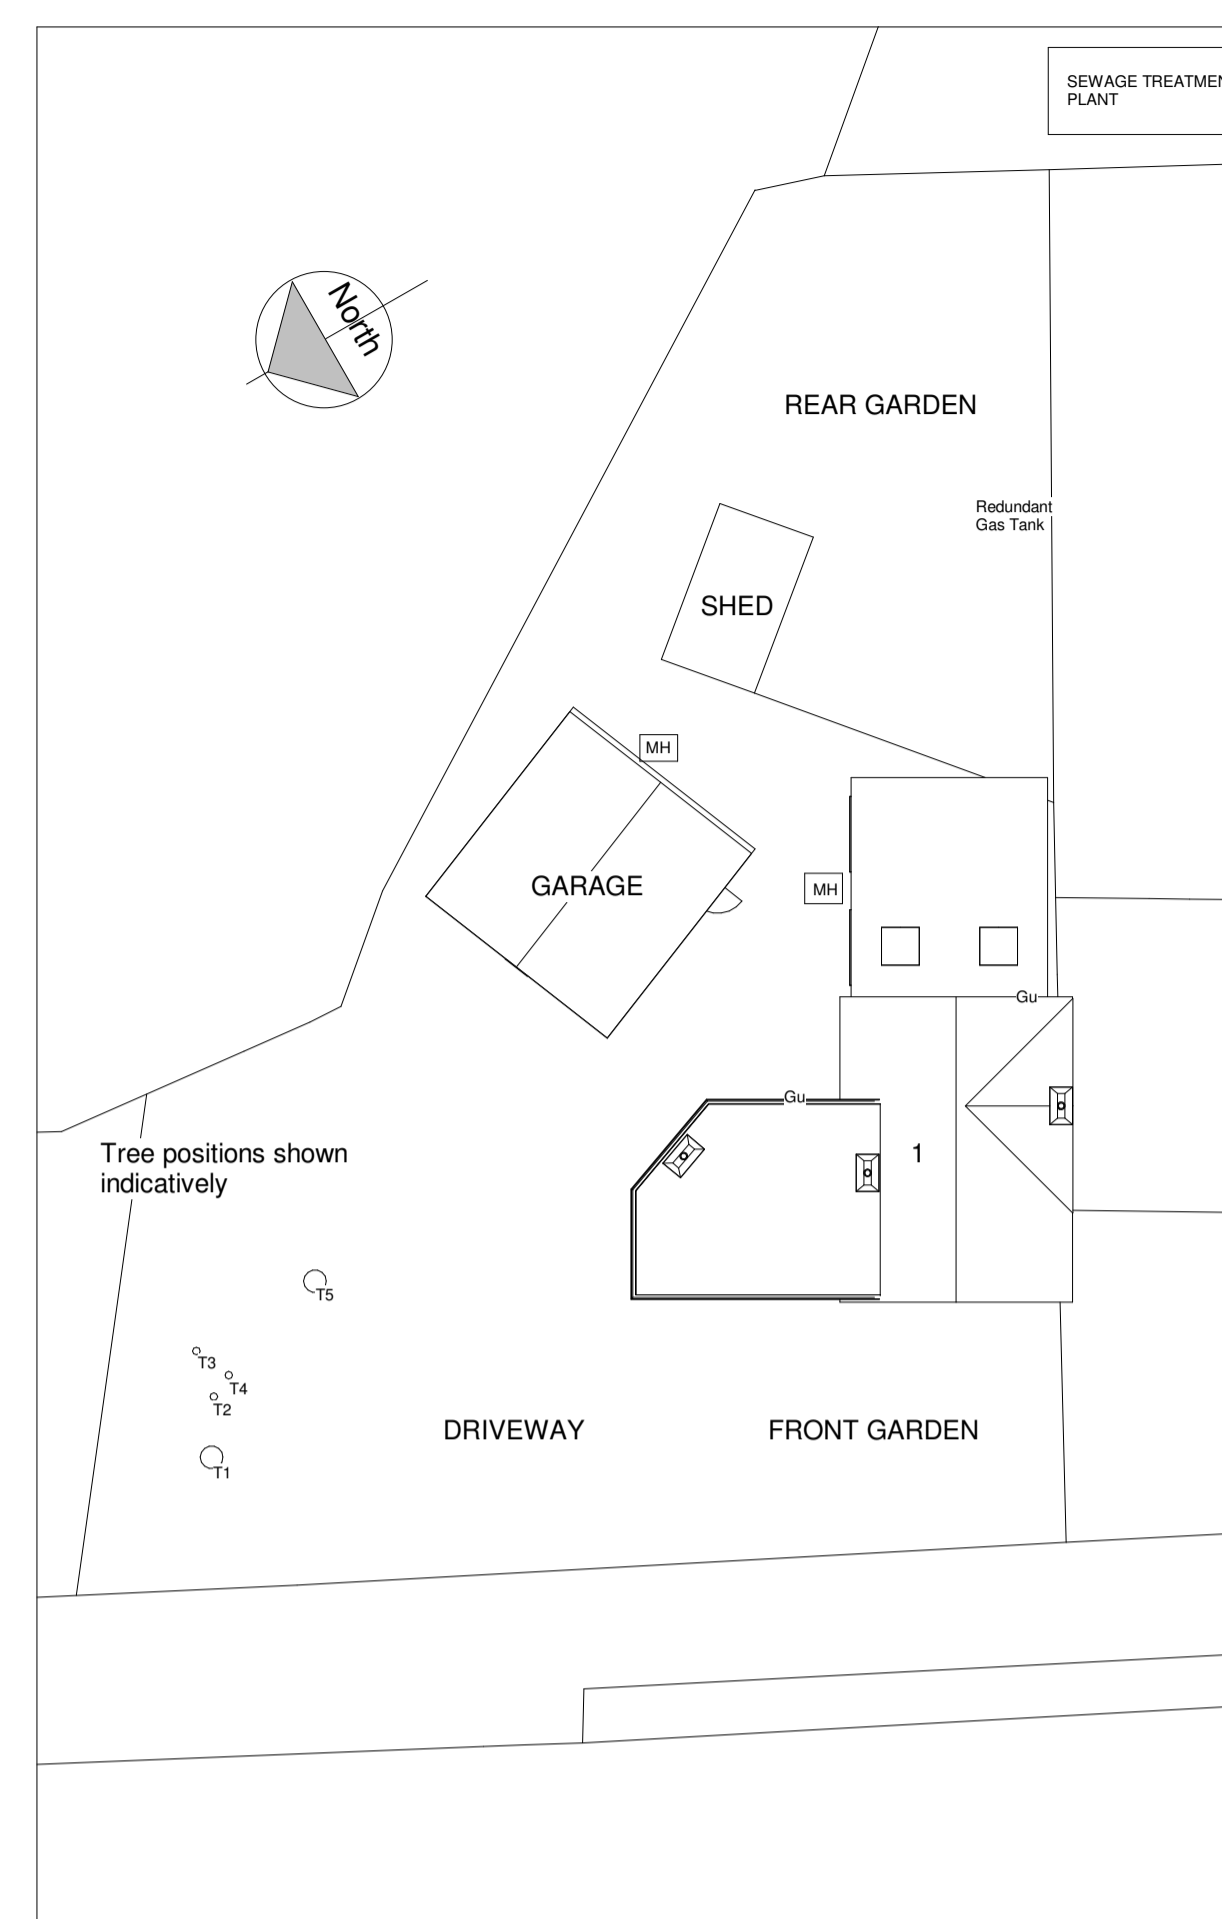 SEWAGE TREATMEN
PLANT
North
REAR GARDEN
Redundant
Gas Tank
SHED
MH
GARAGE
MH
Gu
Gu
1
Tree positions shown
indicatively
T5
T3
T4
T2
DRIVEWAY
FRONT GARDEN
T1